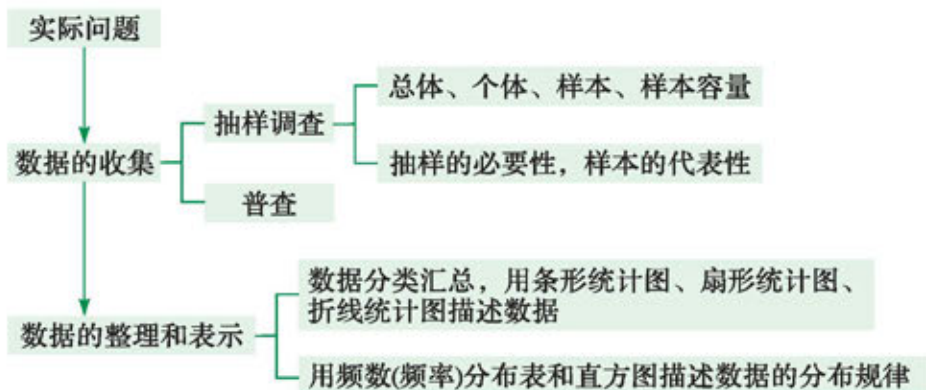 实际问题
总体、个体、样本、样本容量
抽样调查
数据的收集
抽样的必要性，样本的代表性
普查
数据分类汇总，用条形统计图、扇形统计图、
折线统计图描述数据
数据的整理和表示
用频数(频率)分布表和直方图描述数据的分布规律